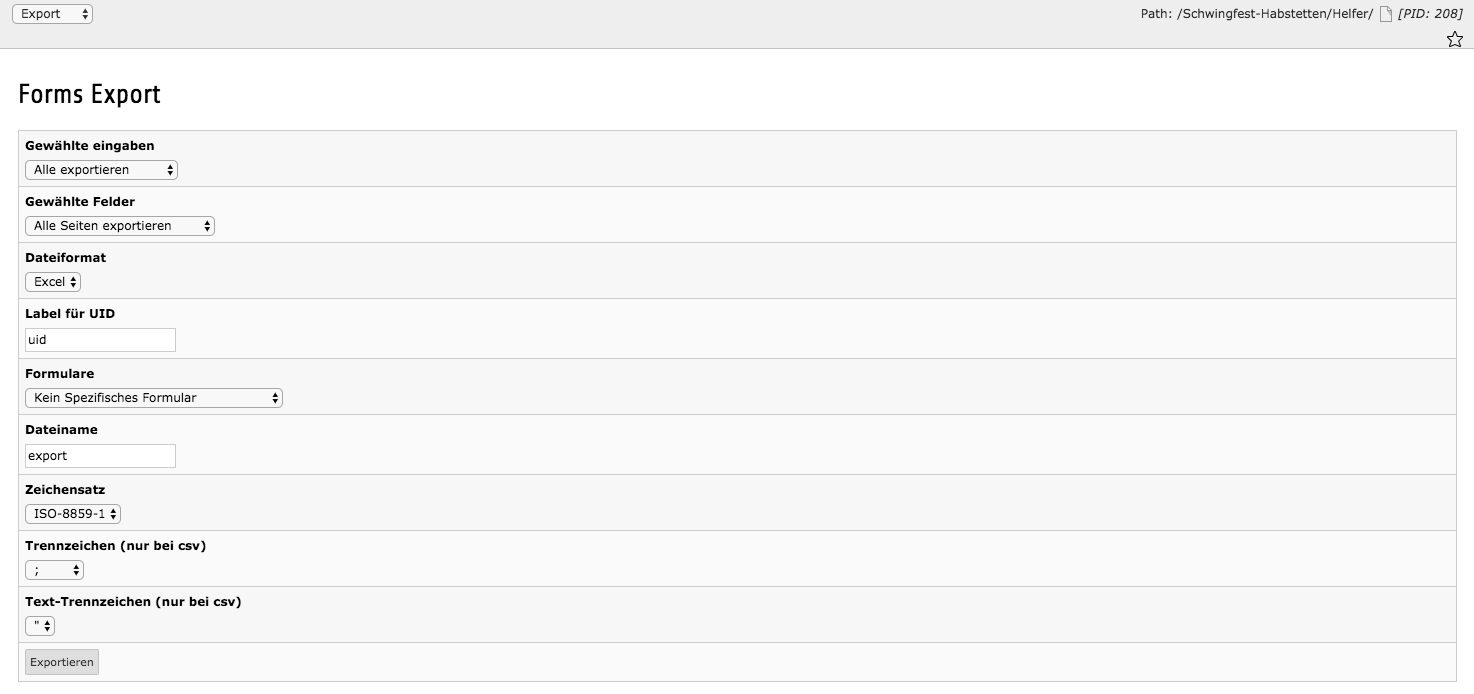 Export
Path: /Schwingfest-Habstetten/Helfer/ [PID: 208]
Forms Export
Gewählte eingaben
Alle exportieren
Gewählte Felder
Alle Seiten exportieren
Dateiformat
Excel
Label für UID
uid
Formulare
Kein Spezifisches Formular
Dateiname
export
Zeichensatz
ISO-8859-1
Trennzeichen (nur bei csv)
;
Text-Trennzeichen (nur bei csv)
"
Exportieren